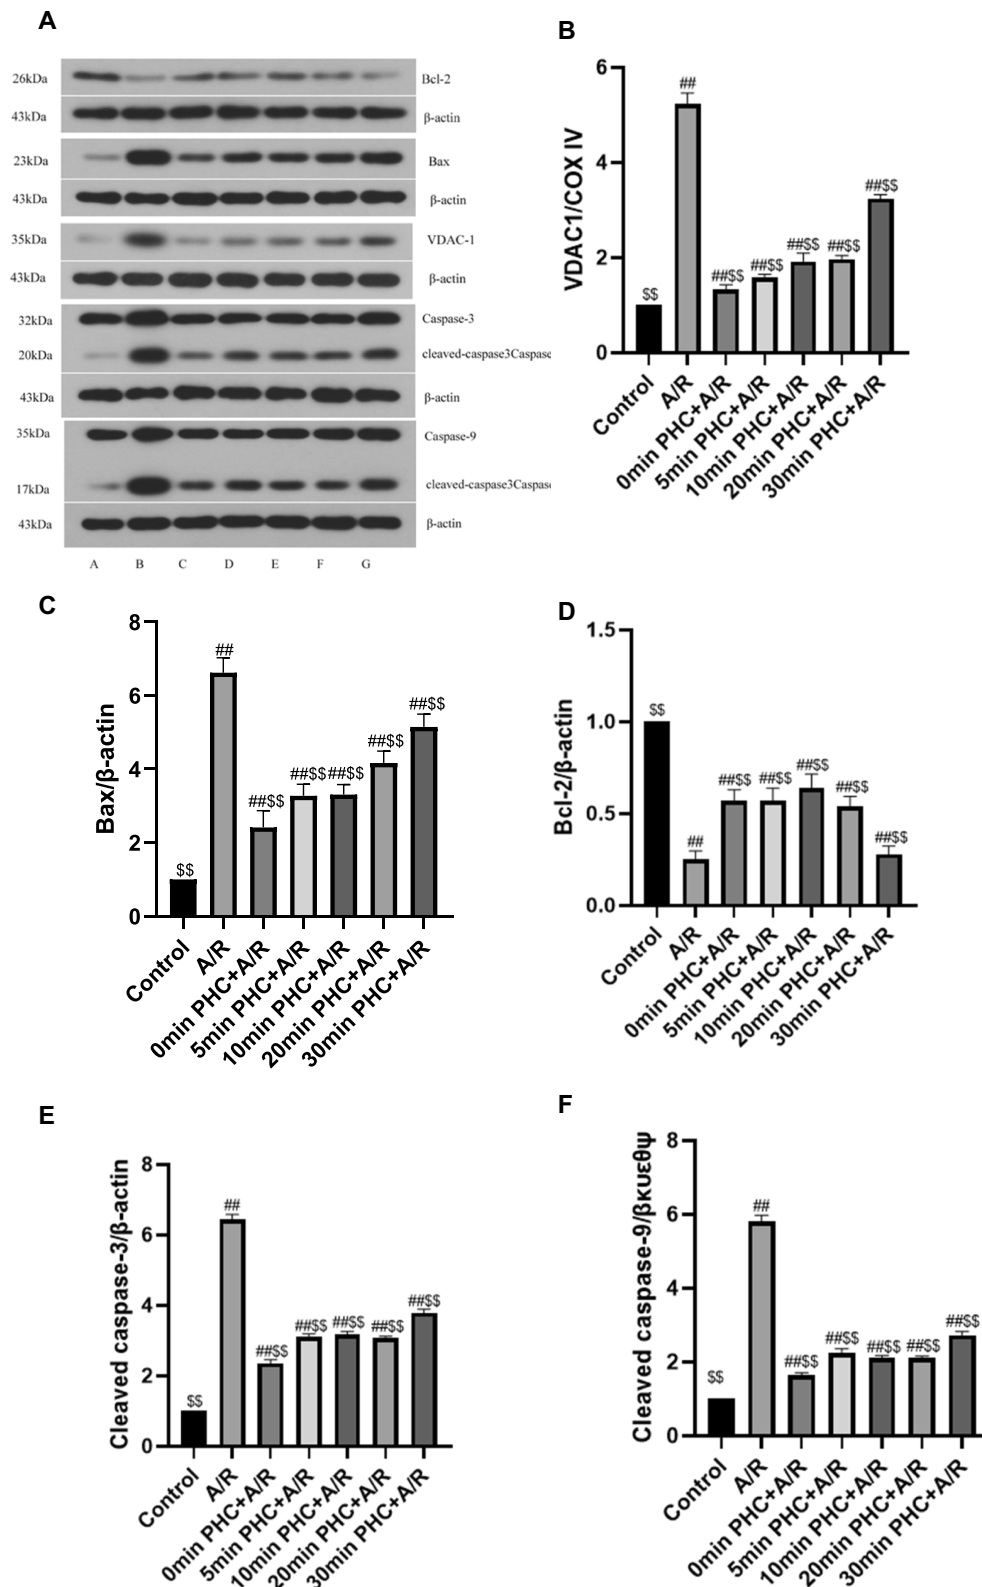 A
26kDa Bcl-2
43kDa β-actin
23kDa Bax
43kDa β-actin
35kDa VDAC-1
43kDa β-actin
32kDa Caspase-3
20kDa cleaved-caspase3Caspase
43kDa β-actin
35kDa Caspase-9
17kDa cleaved-caspase3Caspase
43kDa β-actin
A B C D E F G
B
VDAC1/COX IV
6
4
2
0
$$
##
##$$
##$$
##$$
##$$
##$$
Control
A/R
0min PHC+A/R
5min PHC+A/R
10min PHC+A/R
20min PHC+A/R
30min PHC+A/R
C
Bax/β-actin
8
6
4
2
0
$$
##
##$$
##$$
##$$
##$$
##$$
Control
A/R
0min PHC+A/R
5min PHC+A/R
10min PHC+A/R
20min PHC+A/R
30min PHC+A/R
D
Bcl-2/β-actin
1.5
1.0
0.5
0.0
$$
##
##$$
##$$
##$$
##$$
##$$
Control
A/R
0min PHC+A/R
5min PHC+A/R
10min PHC+A/R
20min PHC+A/R
30min PHC+A/R
E
Cleaved caspase-3/β-actin
8
6
4
2
0
$$
##
##$$
##$$
##$$
##$$
##$$
Control
A/R
0min PHC+A/R
5min PHC+A/R
10min PHC+A/R
20min PHC+A/R
30min PHC+A/R
F
Cleaved caspase-9/βκυεθψ
8
6
4
2
0
$$
##
##$$
##$$
##$$
##$$
##$$
Control
A/R
0min PHC+A/R
5min PHC+A/R
10min PHC+A/R
20min PHC+A/R
30min PHC+A/R